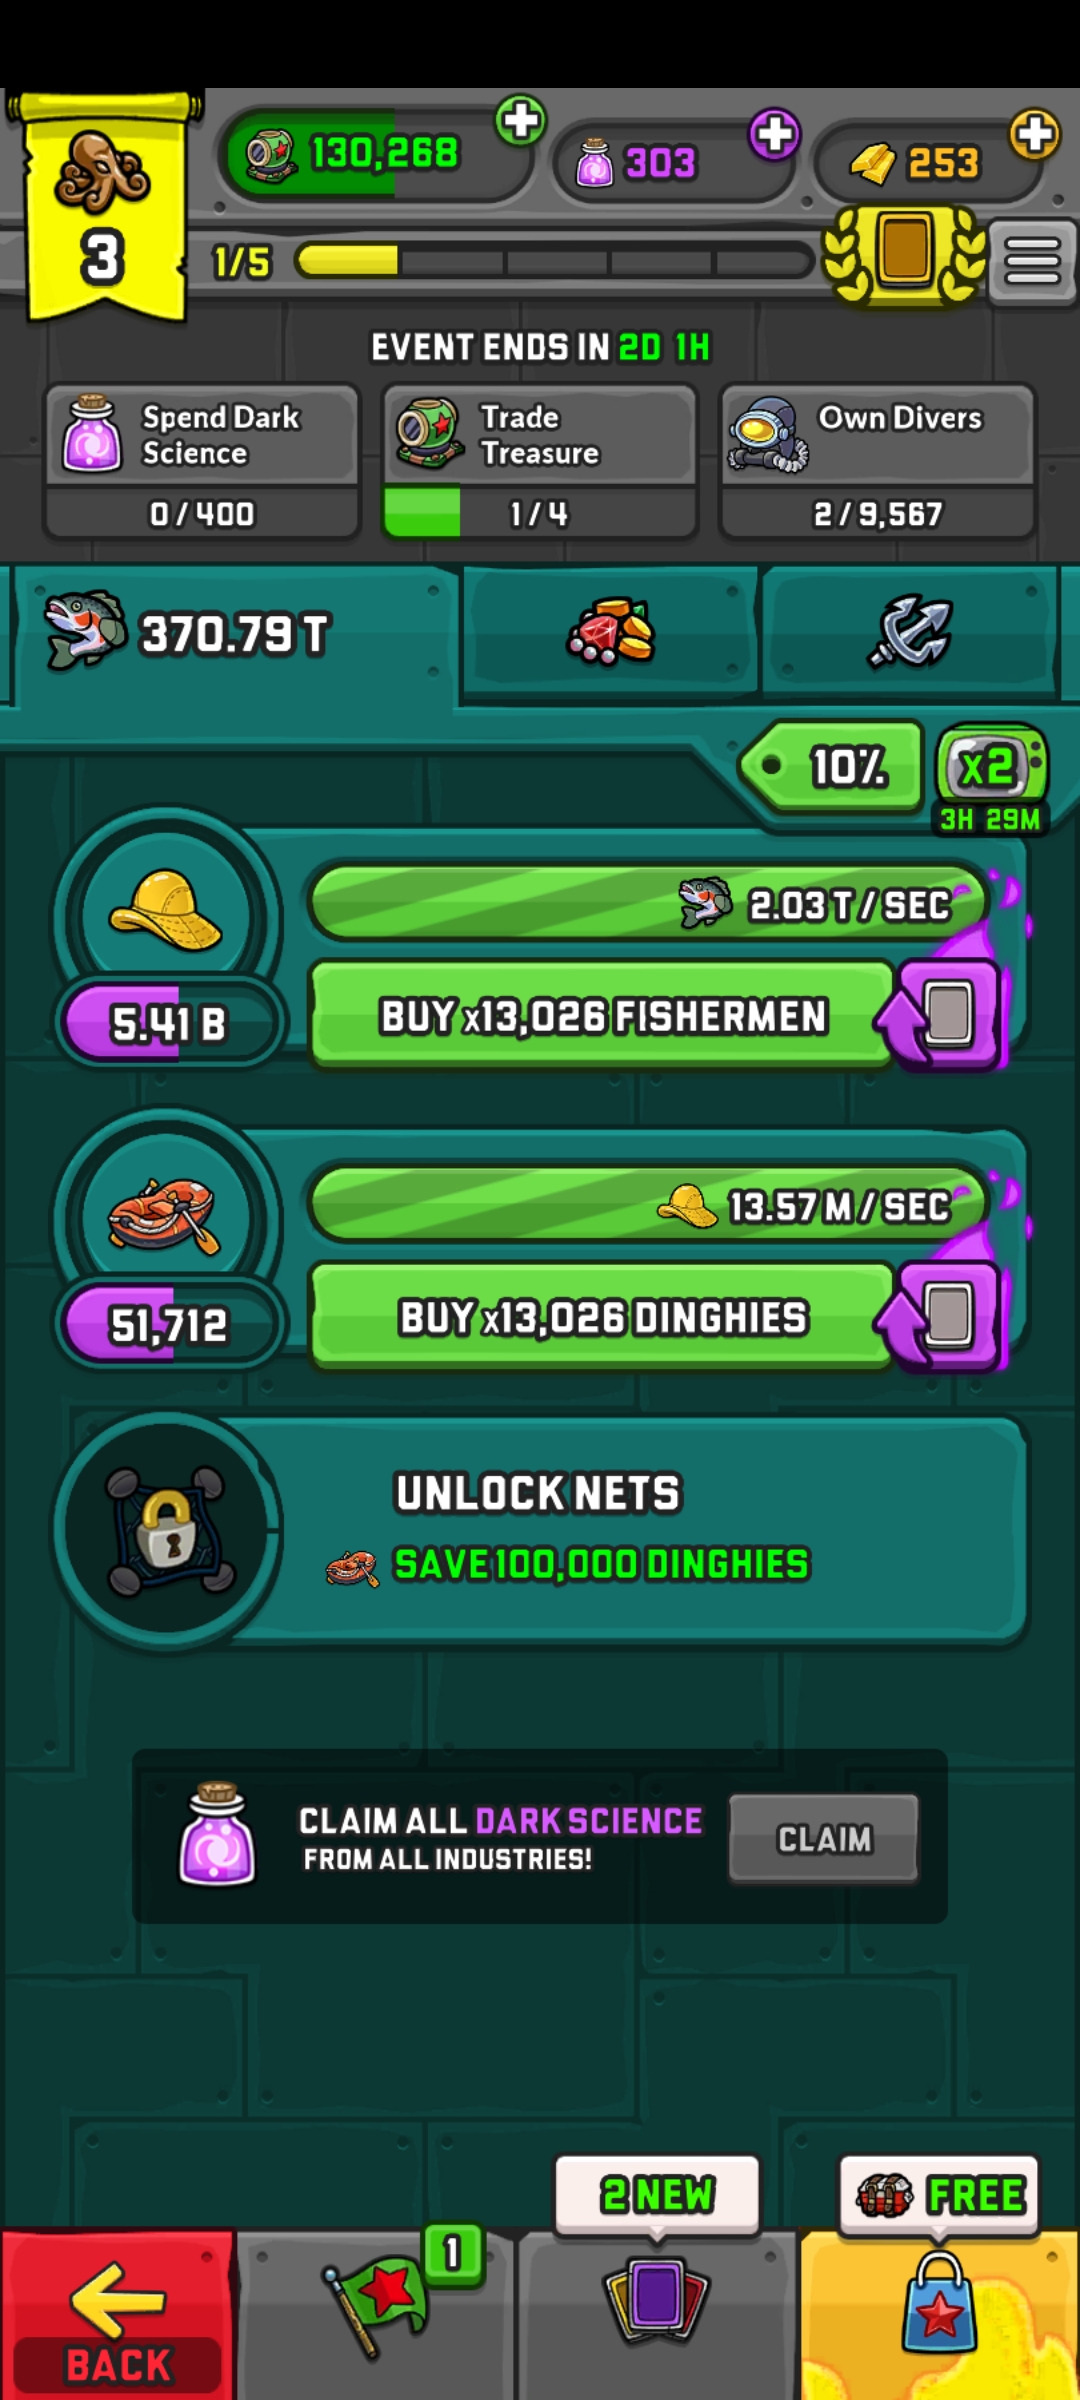 130,268
303
253
3
1/5
EVENT ENDS IN 2D 1H
Spend Dark
Science
0 / 400
Trade
Treasure
1 / 4
Own Divers
2 / 9,567
370.79 T
10%
x2
3H 29M
2.03 T / SEC
5.41 B
BUY x13,026 FISHERMEN
13.57 M / SEC
51,712
BUY x13,026 DINGHIES
UNLOCK NETS
SAVE 100,000 DINGHIES
CLAIM ALL DARK SCIENCE
FROM ALL INDUSTRIES!
CLAIM
2 NEW
FREE
1
BACK